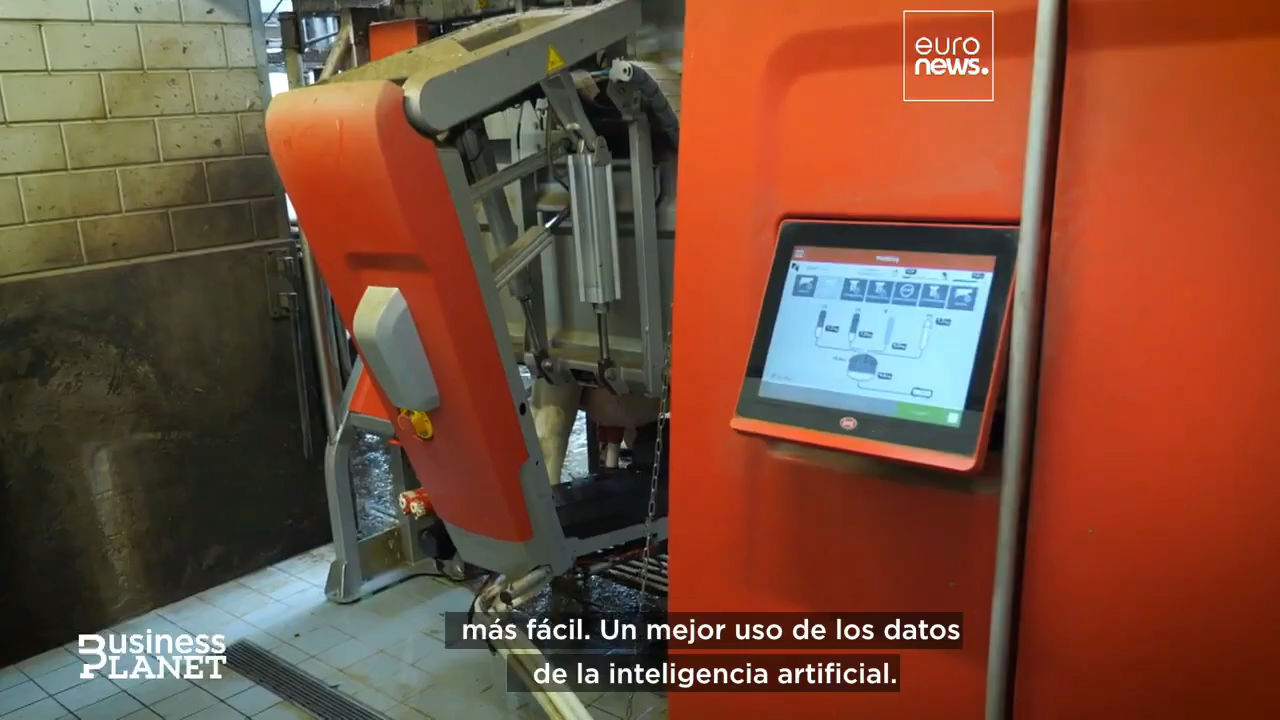 euro
news.
más fácil. Un mejor uso de los datos
de la inteligencia artificial.
Business
PLANET